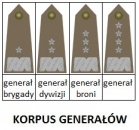 generał brygady
generał dywizji
generał broni
generał
KORPUS GENERAŁÓW